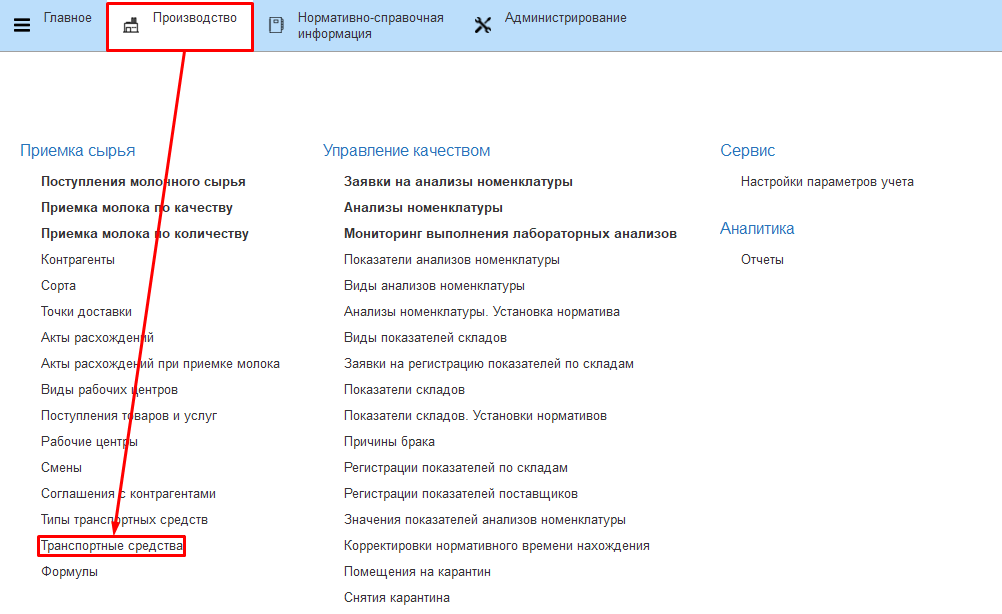 Главное
Производство
Нормативно-справочная
информация
Администрирование
Приемка сырья
Поступления молочного сырья
Приемка молока по качеству
Приемка молока по количеству
Контрагенты
Сорта
Точки доставки
Акты расхождений
Акты расхождений при приемке молока
Виды рабочих центров
Поступления товаров и услуг
Рабочие центры
Смены
Соглашения с контрагентами
Типы транспортных средств
Транспортные средства
Формулы
Управление качеством
Заявки на анализы номенклатуры
Анализы номенклатуры
Мониторинг выполнения лабораторных анализов
Показатели анализов номенклатуры
Виды анализов номенклатуры
Анализы номенклатуры. Установка норматива
Виды показателей складов
Заявки на регистрацию показателей по складам
Показатели складов
Показатели складов. Установки нормативов
Причины брака
Регистрации показателей по складам
Регистрации показателей поставщиков
Значения показателей анализов номенклатуры
Корректировки нормативного времени нахождения
Помещения на карантин
Снятия карантина
Сервис
Настройки параметров учета
Аналитика
Отчеты